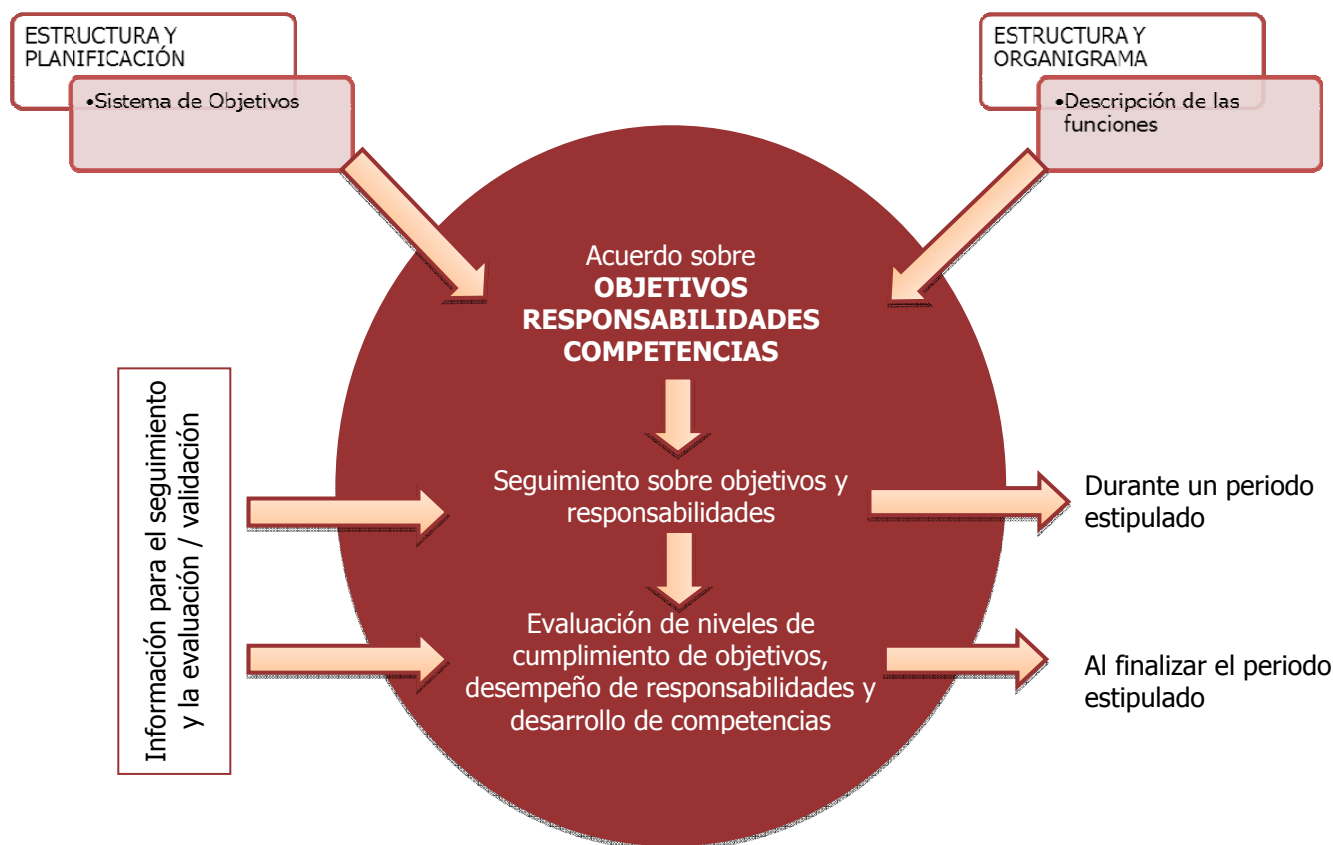 ESTRUCTURA Y
PLANIFICACIÓN
•Sistema de Objetivos
ESTRUCTURA Y
ORGANIGRAMA
•Descripción de las
funciones
Acuerdo sobre
OBJETIVOS
RESPONSABILIDADES
COMPETENCIAS
Información para el seguimiento
y la evaluación / validación
Seguimiento sobre objetivos y
responsabilidades
Durante un periodo
estipulado
Evaluación de niveles de
cumplimiento de objetivos,
desempeño de responsabilidades y
desarrollo de competencias
Al finalizar el periodo
estipulado